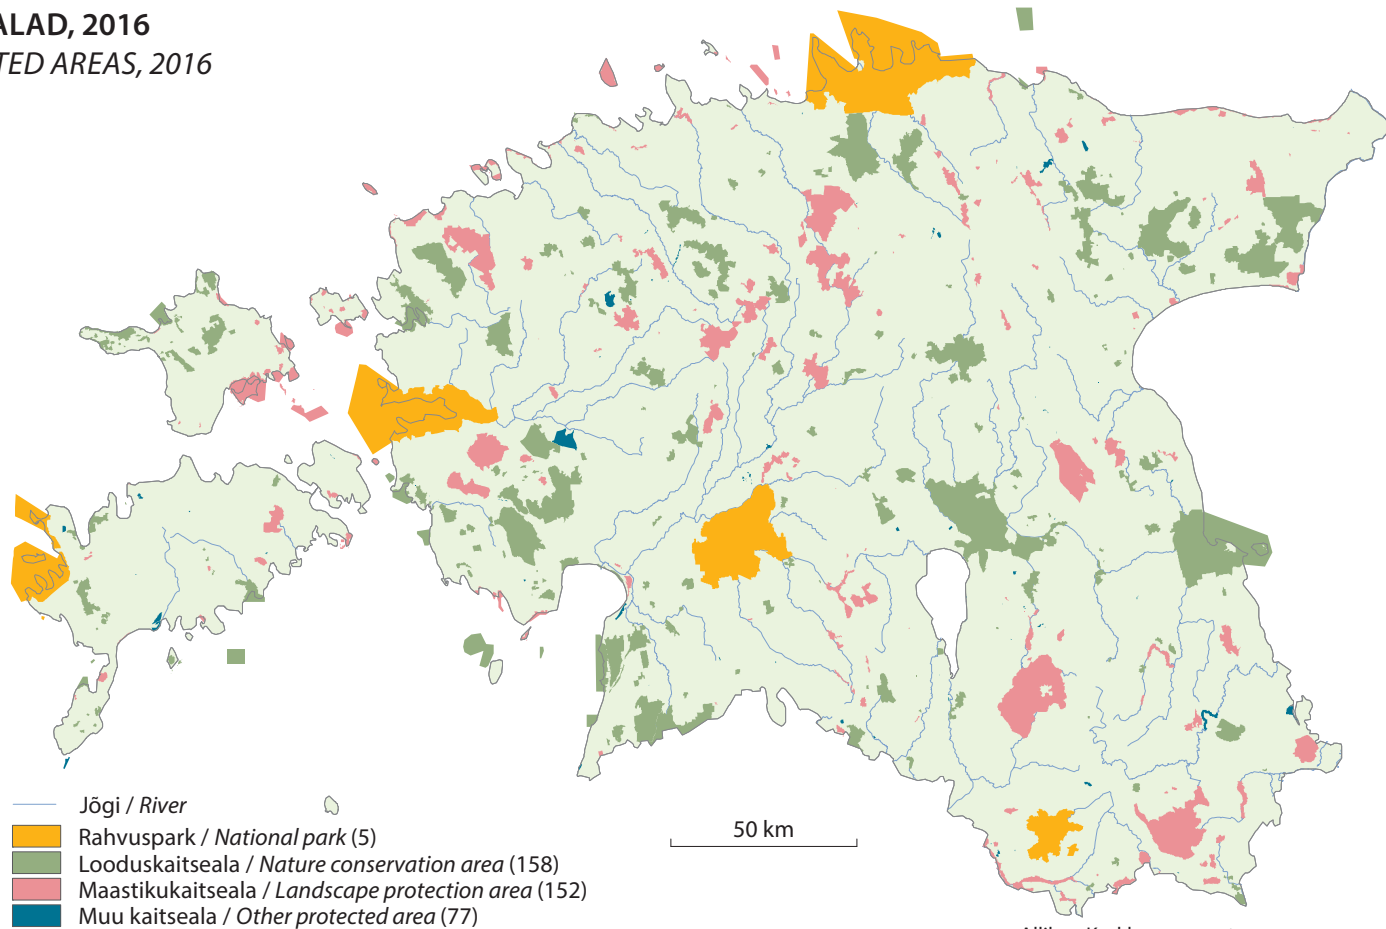 ALAD, 2016
TED AREAS, 2016
Jõgi / River
Rahvuspark / National park (5)
Looduskaitseala / Nature conservation area (158)
Maastikukaitseala / Landscape protection area (152)
Muu kaitseala / Other protected area (77)
50 km